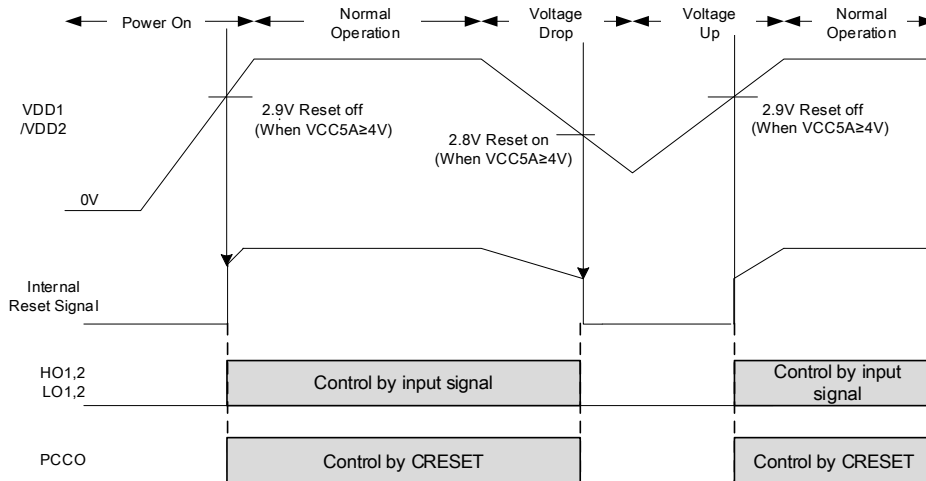 Power On
Normal
Operation
Voltage
Drop
Voltage
Up
Normal
Operation
VDD1
/VDD2
2.9V Reset off
(When VCC5A≥4V)
2.8V Reset on
(When VCC5A≥4V)
2.9V Reset off
(When VCC5A≥4V)
0V
Internal
Reset Signal
HO1,2
LO1,2
Control by input signal
Control by input
signal
PCCO
Control by CRESET
Control by CRESET